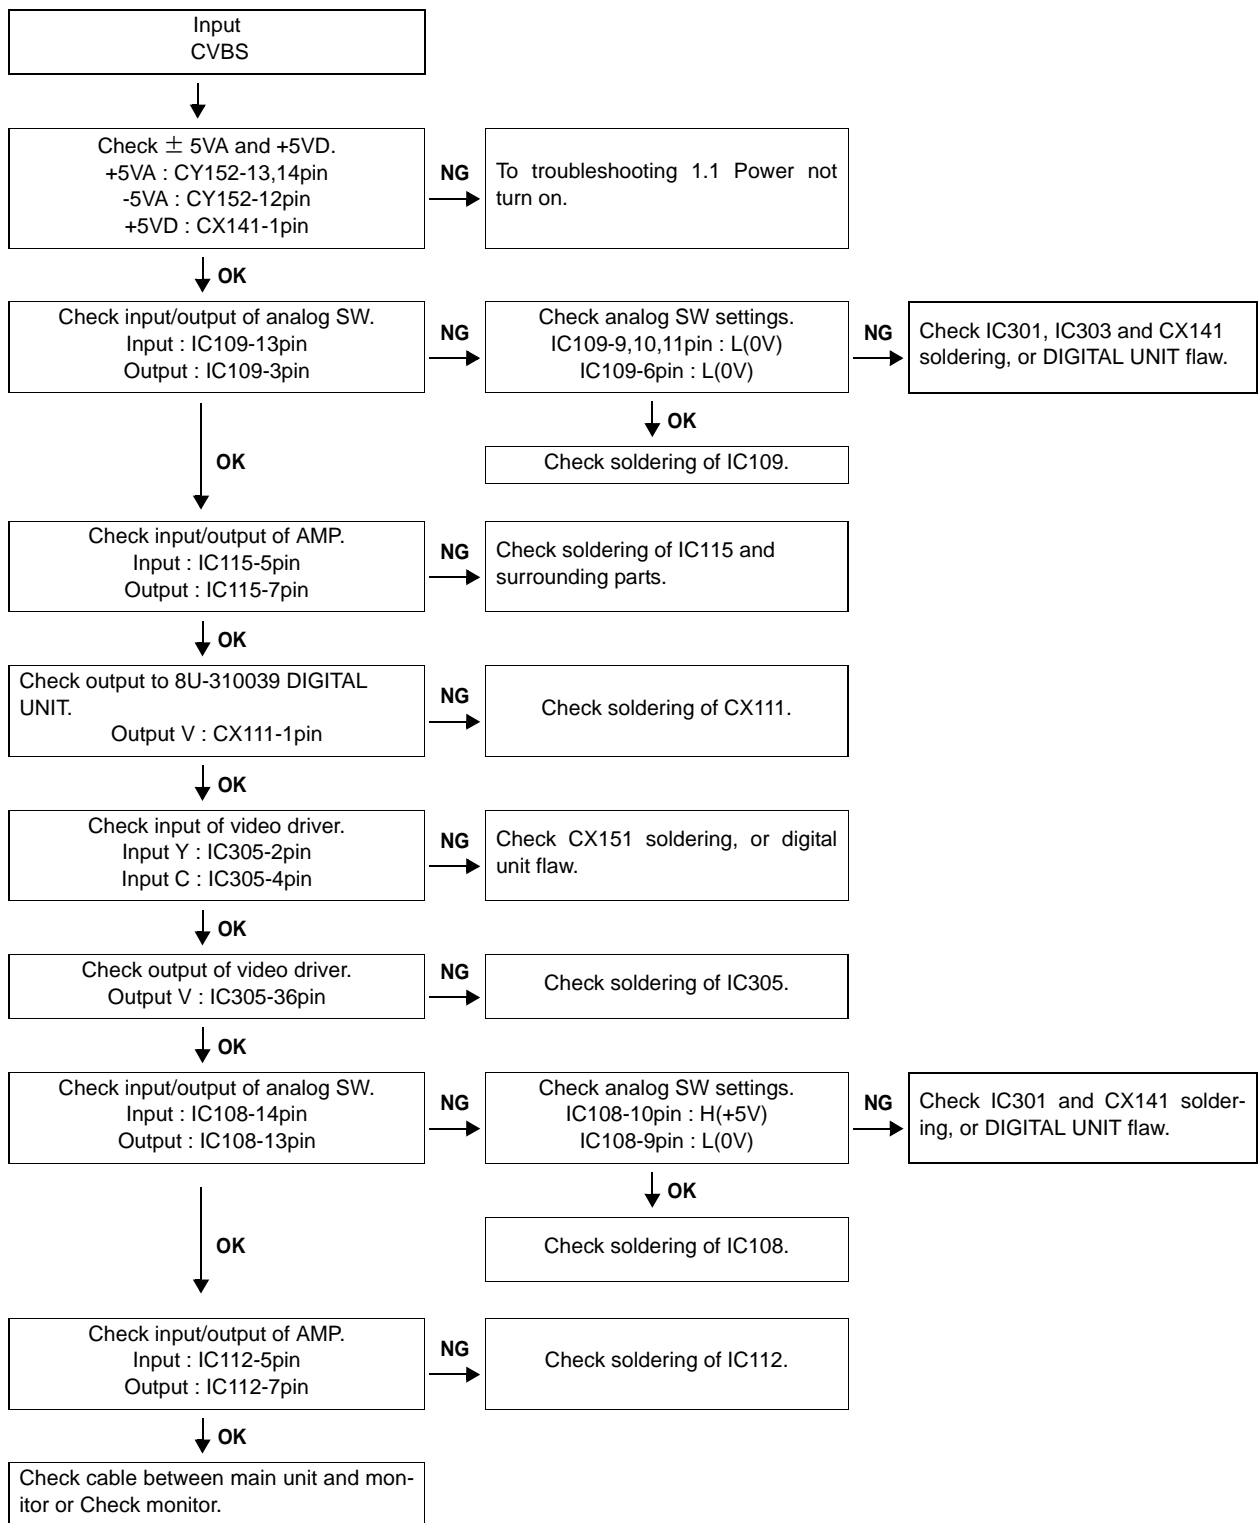 Input
CVBS
Check ± 5VA and +5VD.
+5VA : CY152-13,14pin
-5VA : CY152-12pin
+5VD : CX141-1pin
NG
To troubleshooting 1.1 Power not
turn on.
OK
Check input/output of analog SW.
Input : IC109-13pin
Output : IC109-3pin
NG
Check analog SW settings.
IC109-9,10,11pin : L(0V)
IC109-6pin : L(0V)
NG
Check IC301, IC303 and CX141
soldering, or DIGITAL UNIT flaw.
OK
Check soldering of IC109.
OK
Check input/output of AMP.
Input : IC115-5pin
Output : IC115-7pin
NG
Check soldering of IC115 and
surrounding parts.
OK
Check output to 8U-310039 DIGITAL
UNIT.
Output V : CX111-1pin
NG
Check soldering of CX111.
OK
Check input of video driver.
Input Y : IC305-2pin
Input C : IC305-4pin
NG
Check CX151 soldering, or digital
unit flaw.
OK
Check output of video driver.
Output V : IC305-36pin
NG
Check soldering of IC305.
OK
Check input/output of analog SW.
Input : IC108-14pin
Output : IC108-13pin
NG
Check analog SW settings.
IC108-10pin : H(+5V)
IC108-9pin : L(0V)
NG
Check IC301 and CX141 solder-
ing, or DIGITAL UNIT flaw.
OK
Check soldering of IC108.
OK
Check input/output of AMP.
Input : IC112-5pin
Output : IC112-7pin
NG
Check soldering of IC112.
OK
Check cable between main unit and mon-
itor or Check monitor.